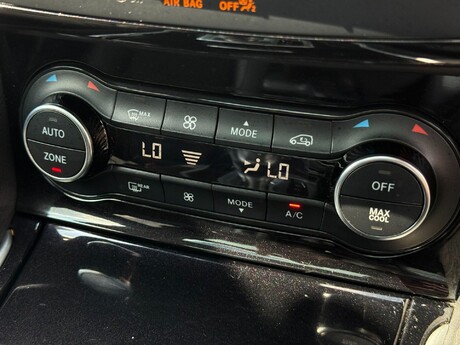 AIR BAG OFF
AUTO
ZONE
MAX
MODE
LO
LO
REAR
MODE
A/C
OFF
MAX
COOL